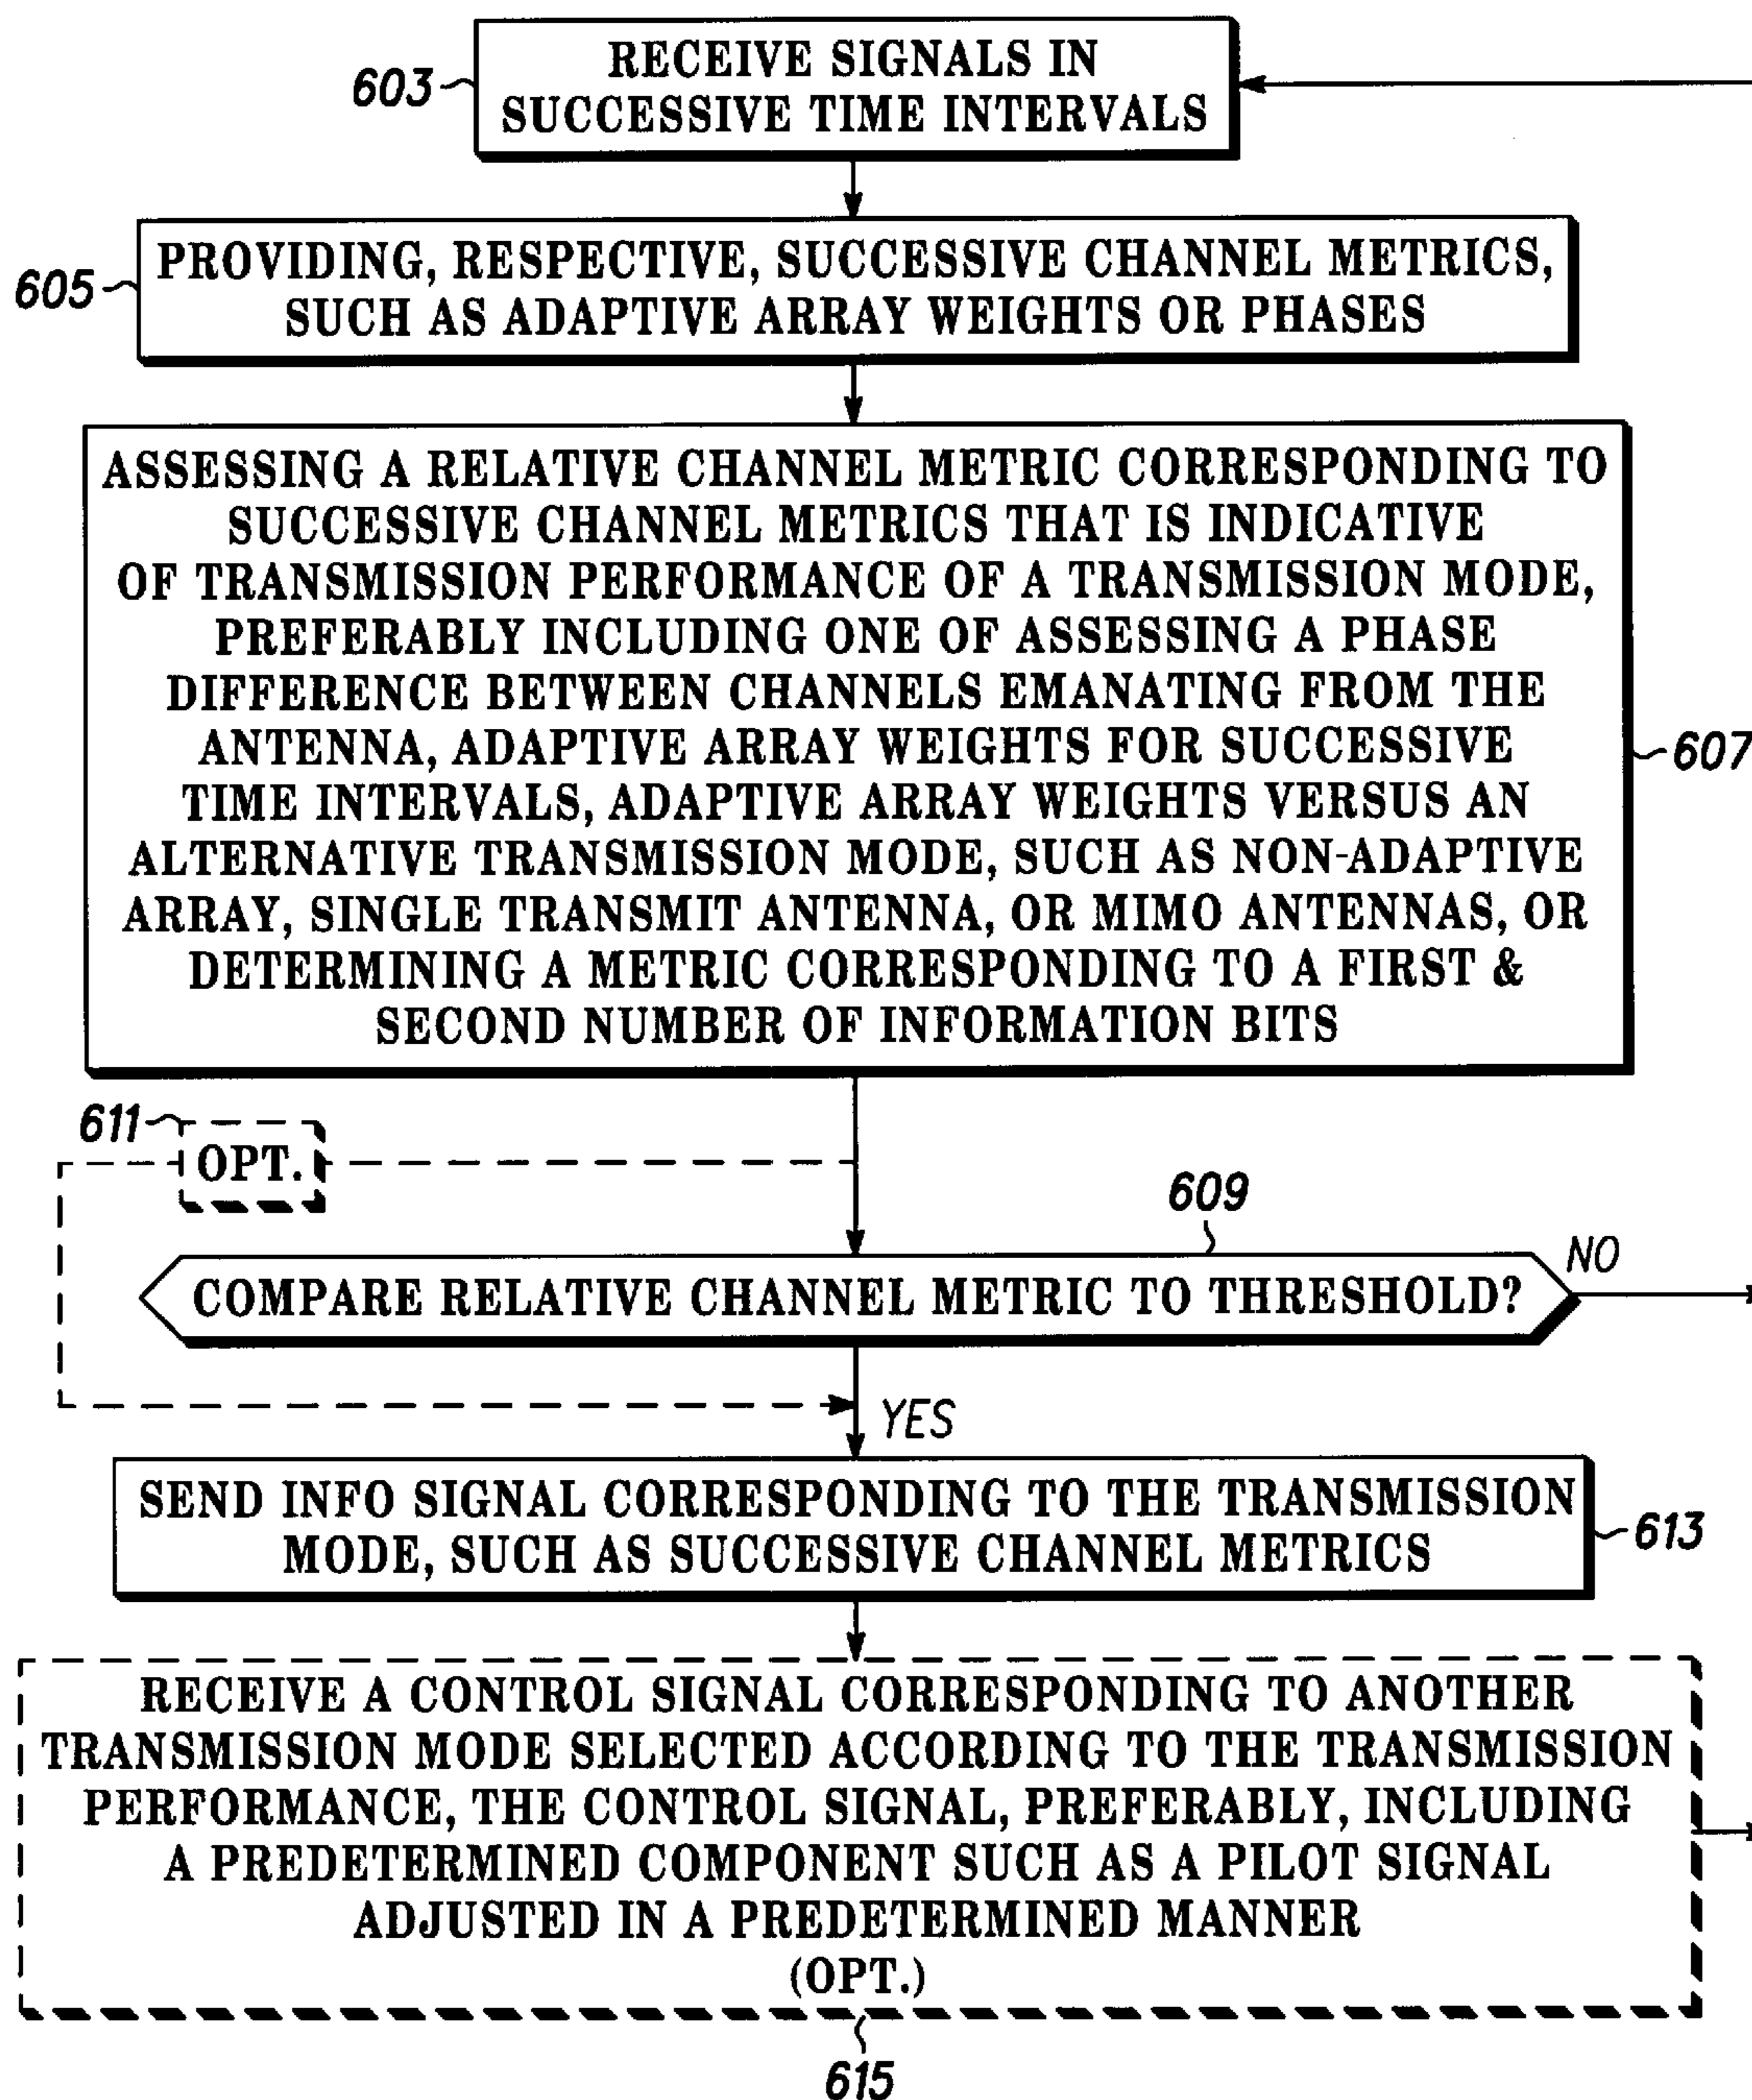 603
RECEIVE SIGNALS IN
SUCCESSIVE TIME INTERVALS
605
PROVIDING, RESPECTIVE, SUCCESSIVE CHANNEL METRICS,
SUCH AS ADAPTIVE ARRAY WEIGHTS OR PHASES
ASSESSING A RELATIVE CHANNEL METRIC CORRESPONDING TO
SUCCESSIVE CHANNEL METRICS THAT IS INDICATIVE
OF TRANSMISSION PERFORMANCE OF A TRANSMISSION MODE,
PREFERABLY INCLUDING ONE OF ASSESSING A PHASE
DIFFERENCE BETWEEN CHANNELS EMANATING FROM THE
ANTENNA, ADAPTIVE ARRAY WEIGHTS FOR SUCCESSIVE
TIME INTERVALS, ADAPTIVE ARRAY WEIGHTS VERSUS AN
ALTERNATIVE TRANSMISSION MODE, SUCH AS NON-ADAPTIVE
ARRAY, SINGLE TRANSMIT ANTENNA, OR MIMO ANTENNAS, OR
DETERMINING A METRIC CORRESPONDING TO A FIRST &
SECOND NUMBER OF INFORMATION BITS
607
611
OPT.
609
COMPARE RELATIVE CHANNEL METRIC TO THRESHOLD?
NO
YES
SEND INFO SIGNAL CORRESPONDING TO THE TRANSMISSION
MODE, SUCH AS SUCCESSIVE CHANNEL METRICS
613
RECEIVE A CONTROL SIGNAL CORRESPONDING TO ANOTHER
TRANSMISSION MODE SELECTED ACCORDING TO THE TRANSMISSION
PERFORMANCE, THE CONTROL SIGNAL, PREFERABLY, INCLUDING
A PREDETERMINED COMPONENT SUCH AS A PILOT SIGNAL
ADJUSTED IN A PREDETERMINED MANNER
(OPT.)
615